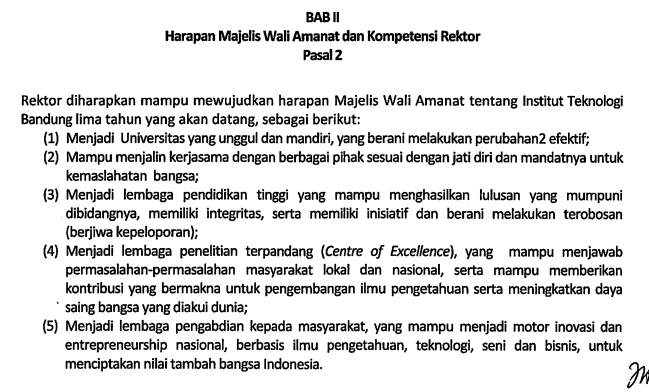 BAB II
Harapan Majelis Wali Amanat dan Kompetensi Rektor
Pasal 2
Rektor diharapkan mampu mewujudkan harapan Majelis Wali Amanat tentang Institut Teknologi
Bandung lima tahun yang akan datang, sebagai berikut:
(1) Menjadi Universitas yang unggul dan mandiri, yang berani melakukan perubahan2 efektif;
(2) Mampu menjalin kerjasama dengan berbagai pihak sesuai dengan jati diri dan mandatnya untuk
kemaslahatan bangsa;
(3) Menjadi lembaga pendidikan tinggi yang mampu menghasilkan lulusan yang mumpuni
dibidangnya, memiliki integritas, serta memiliki inisiatif dan berani melakukan terobosan
(berjiwa kepeloporan);
(4) Menjadi lembaga penelitian terpandang (Centre of Excellence), yang mampu menjawab
permasalahan-permasalahan masyarakat lokal dan nasional, serta mampu memberikan
kontribusi yang bermakna untuk pengembangan ilmu pengetahuan serta meningkatkan daya
saing bangsa yang diakui dunia;
(5) Menjadi lembaga pengabdian kepada masyarakat, yang mampu menjadi motor inovasi dan
entrepreneurship nasional, berbasis ilmu pengetahuan, teknologi, seni dan bisnis, untuk
menciptakan nilai tambah bangsa Indonesia.